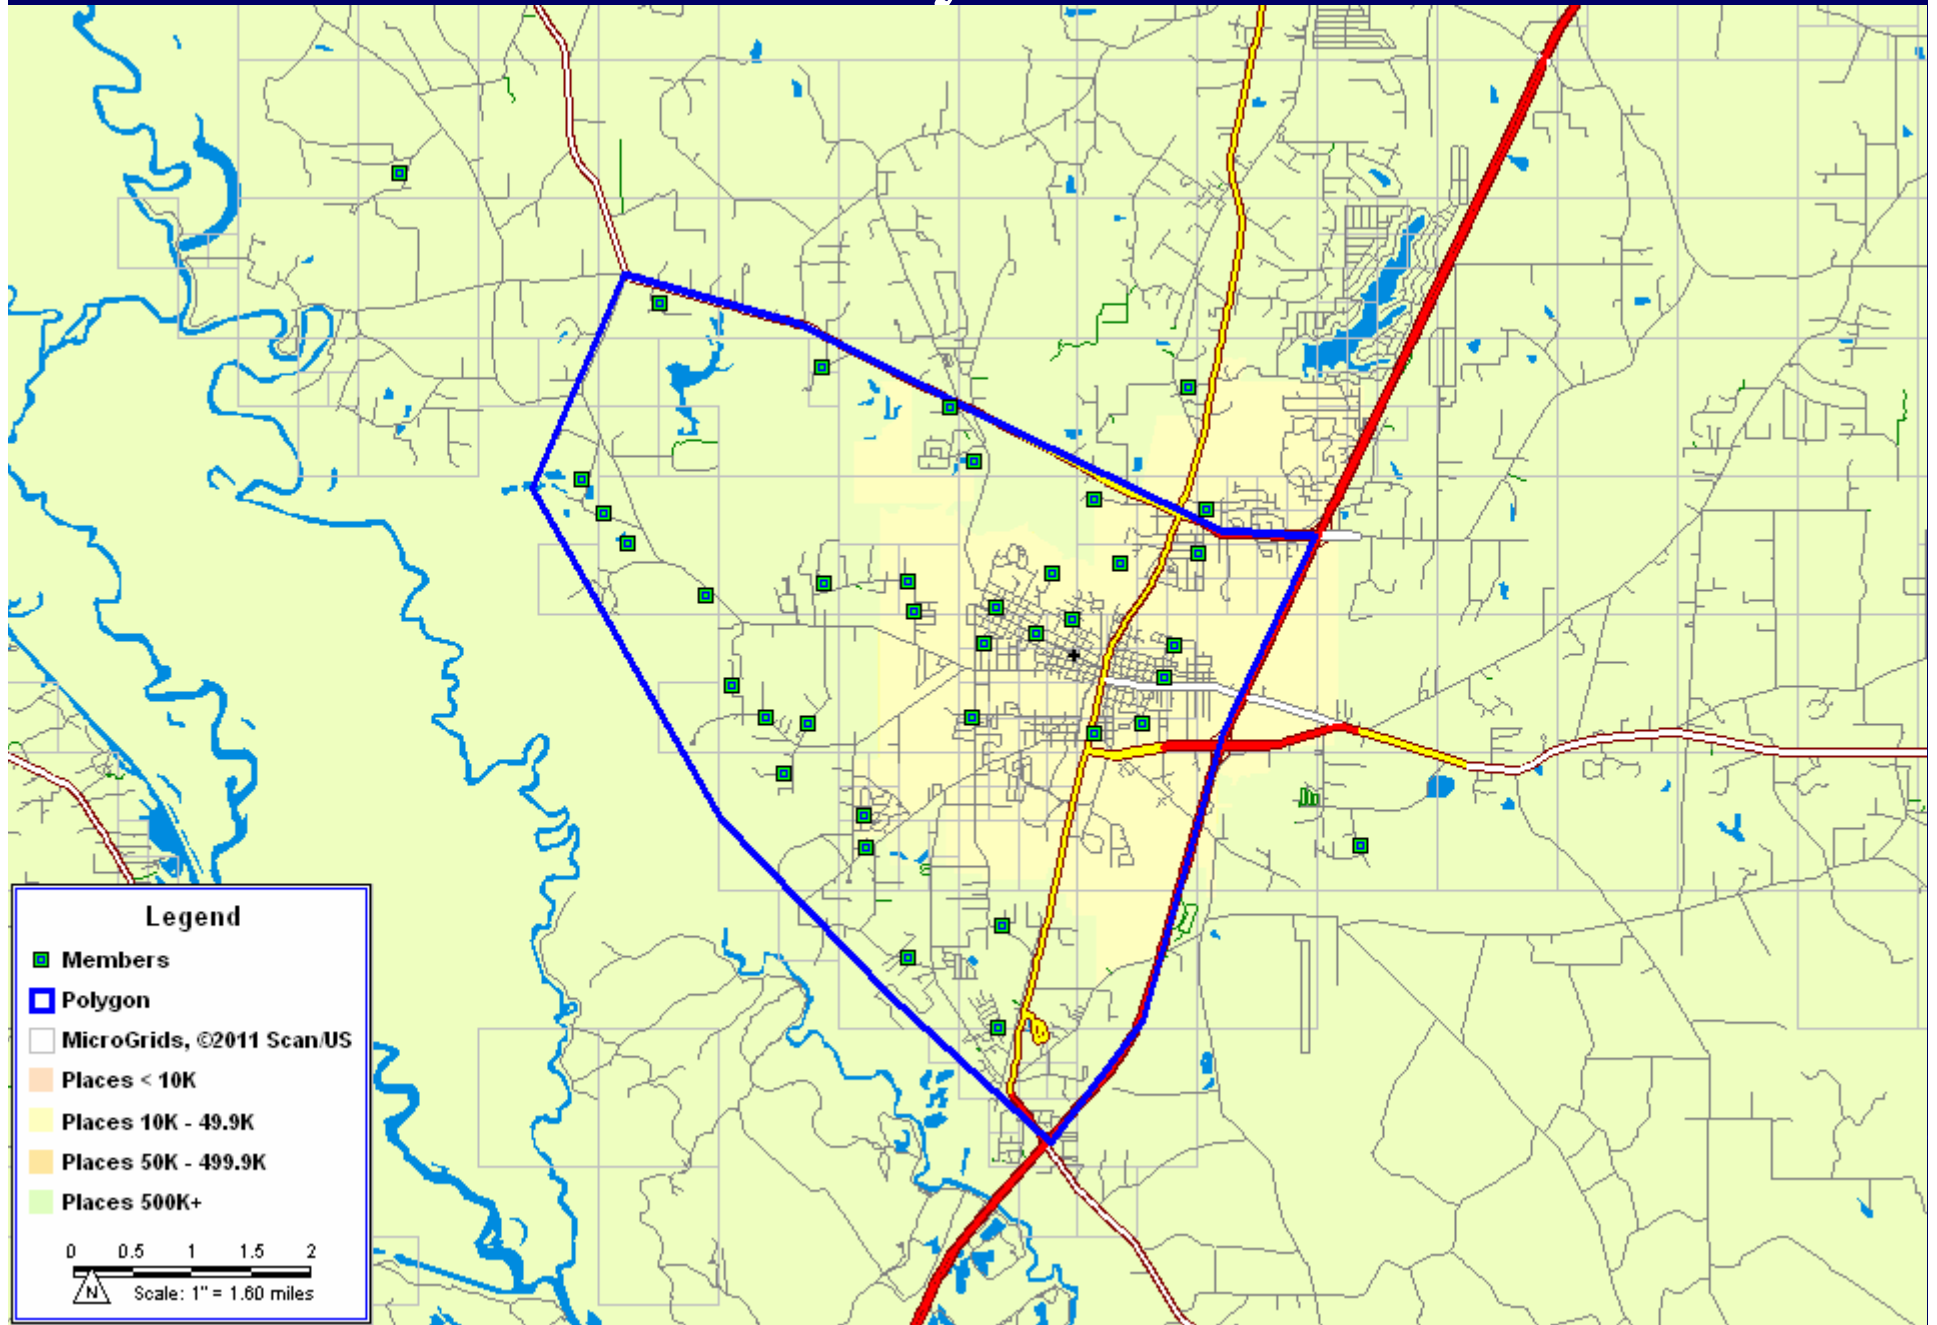 Legend
Members
Polygon
MicroGrids, ©2011 Scan/US
Places < 10K
Places 10K - 49.9K
Places 50K - 499.9K
Places 500K+
0 0.5 1 1.5 2
N
Scale: 1" = 1.60 miles